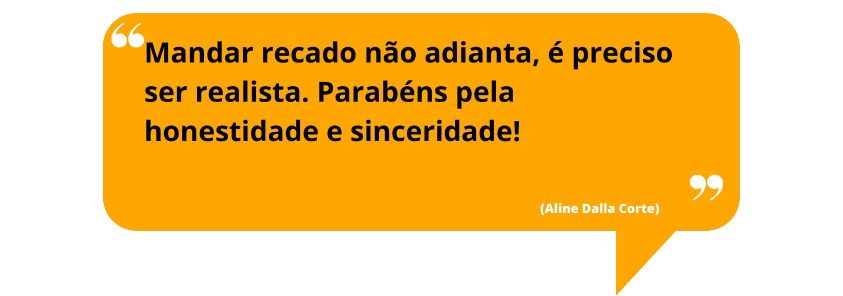 “Mandar recado não adianta, é preciso
ser realista. Parabéns pela
honestidade e sinceridade!
”
(Aline Dalla Corte)